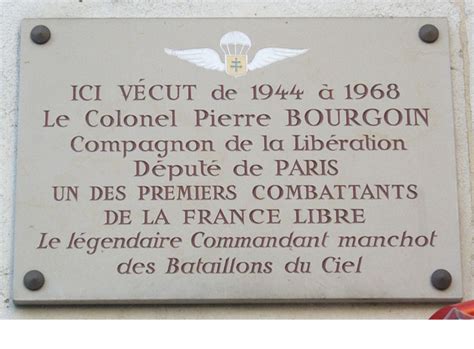 ICI VÉCUT de 1944 à 1968
Le Colonel Pierre BOURGOIN
Compagnon de la Libération
Député de PARIS
UN DES PREMIERS COMBATTANTS
DE LA FRANCE LIBRE
Le légendaire Commandant manchot
des Bataillons du Ciel